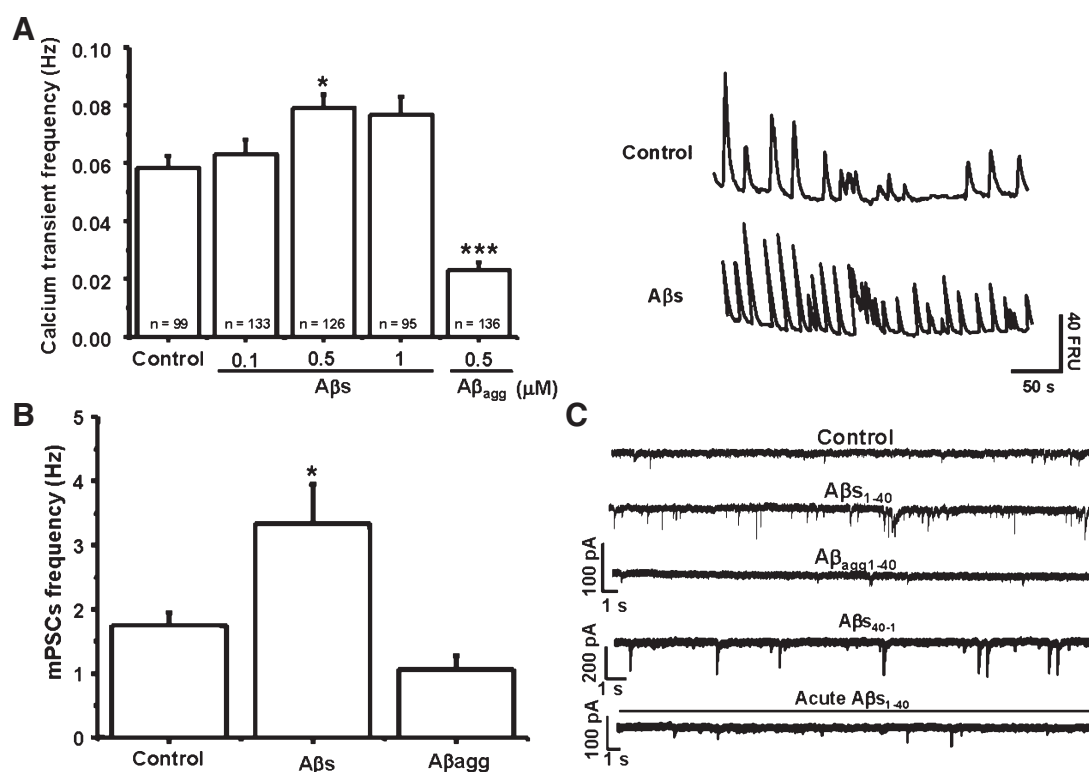 A
Calcium transient frequency (Hz)
0.10
0.08
0.06
0.04
0.02
0.00
*
***
n = 99
n = 133
n = 126
n = 95
n = 136
Control
0.1
0.5
1
0.5
Aβs
Aβagg (μM)
Control
Aβs
40 FRU
50 s
B
mPSCs frequency (Hz)
5
4
3
2
1
0
*
Control
Aβs
Aβagg
C
Control
Aβs1-40
Aβagg1-40
100 pA
1 s
Aβs40-1
200 pA
1 s
Acute Aβs1-40
100 pA
1 s